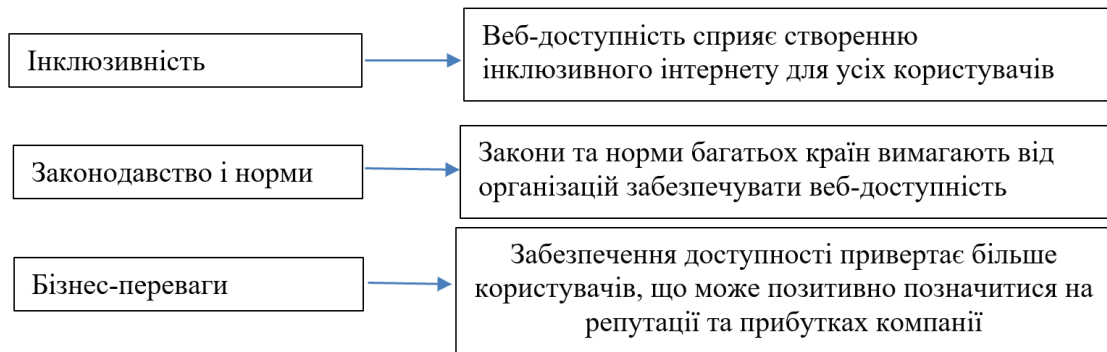 Інклюзивність
Веб-доступність сприяє створенню
інклюзивного інтернету для усіх користувачів
Законодавство і норми
Закони та норми багатьох країн вимагають від
організацій забезпечувати веб-доступність
Бізнес-переваги
Забезпечення доступності привертає більше
користувачів, що може позитивно позначитися на
репутації та прибутках компанії